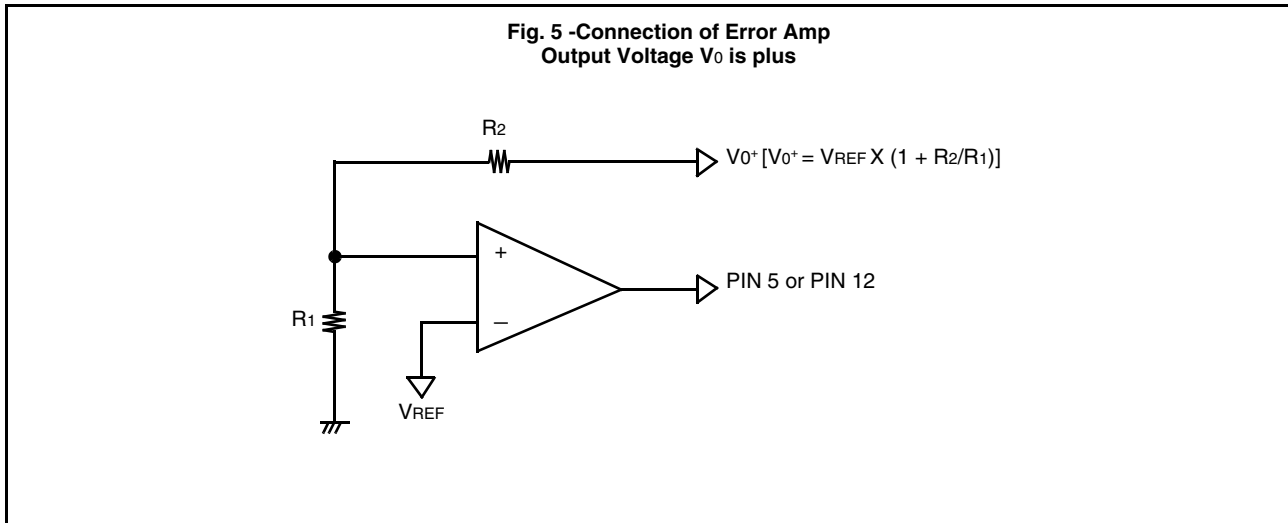 Fig. 5 -Connection of Error Amp
Output Voltage V0 is plus
R2
V0+ [V0+ = VREF X (1 + R2/R1)]
+
PIN 5 or PIN 12
R1
–
VREF